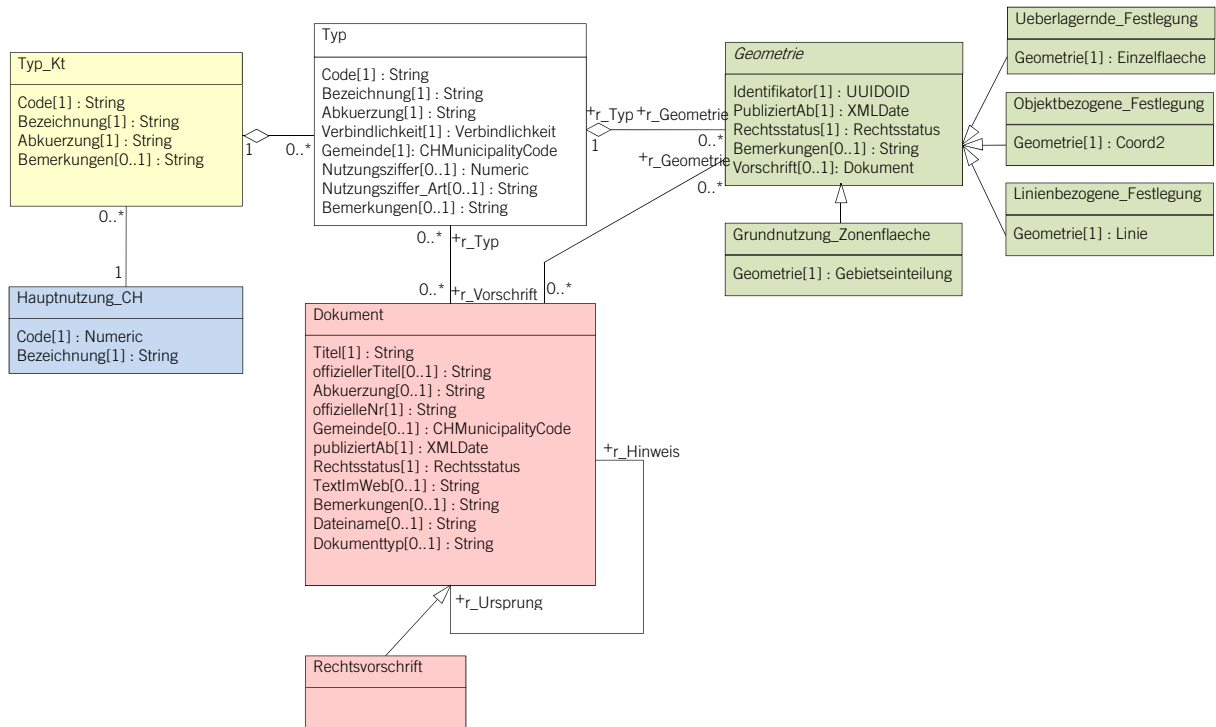 Typ_Kt
Code[1] : String
Bezeichnung[1] : String
Abkuerzung[1] : String
Bemerkungen[0..1] : String
1
0..*
0..*
1
Hauptnutzung_CH
Code[1] : Numeric
Bezeichnung[1] : String
Typ
Code[1] : String
Bezeichnung[1] : String
Abkuerzung[1] : String
Verbindlichkeit[1] : Verbindlichkeit
Gemeinde[1]: CHMunicipalityCode
Nutzungsziffer[0..1] : Numeric
Nutzungsziffer_Art[0..1] : String
Bemerkungen[0..1] : String
+r_Typ +r_Geometrie
1
0..*
+r_Geometrie
0..*
0..*
+r_Typ
0..*
+r_Vorschrift
0..*
Geometrie
Identifikator[1] : UUIDOID
PubliziertAb[1] : XMLDate
Rechtsstatus[1] : Rechtsstatus
Bemerkungen[0..1] : String
Vorschrift[0..1]: Dokument
Grundnutzung_Zonenflaeche
Geometrie[1] : Gebietseinteilung
Ueberlagernde_Festlegung
Geometrie[1] : Einzelflaeche
Objektbezogene_Festlegung
Geometrie[1] : Coord2
Linienbezogene_Festlegung
Geometrie[1] : Linie
Dokument
Titel[1] : String
offiziellerTitel[0..1] : String
Abkuerzung[0..1] : String
offizielleNr[1] : String
Gemeinde[0..1] : CHMunicipalityCode
publiziertAb[1] : XMLDate
Rechtsstatus[1] : Rechtsstatus
TextImWeb[0..1] : String
Bemerkungen[0..1] : String
Dateiname[0..1] : String
Dokumenttyp[0..1] : String
+r_Hinweis
+r_Ursprung
Rechtsvorschrift